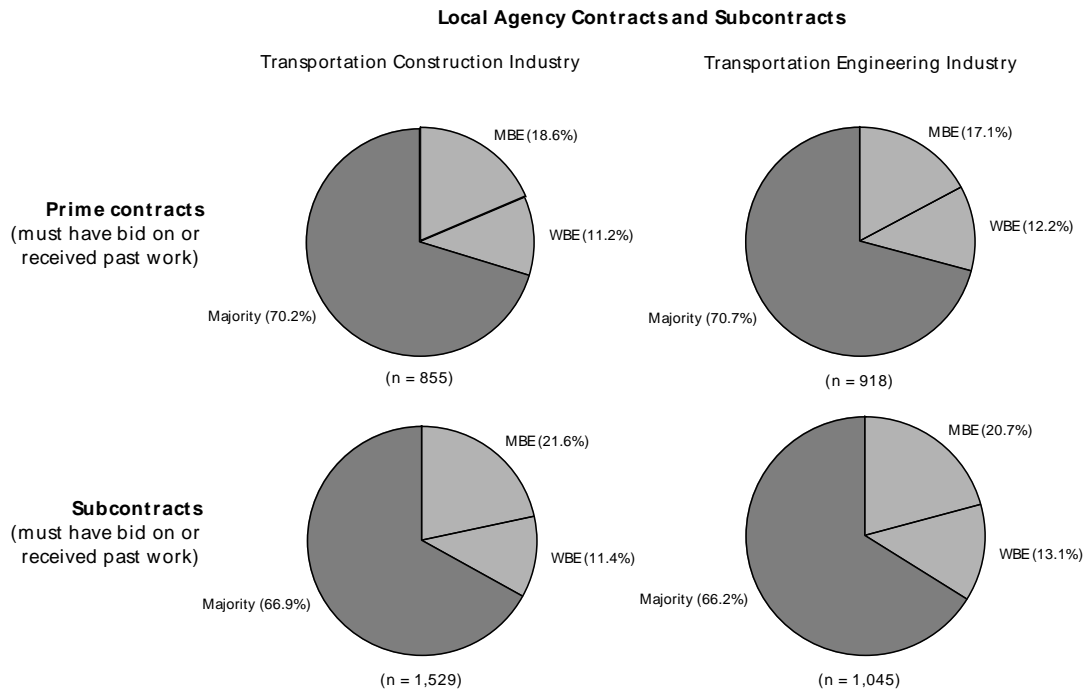 Local Agency Contracts and Subcontracts
Transportation Construction Industry
Transportation Engineering Industry
Prime contracts
(must have bid on or
received past work)
MBE (18.6%)
WBE (11.2%)
Majority (70.2%)
(n = 855)
MBE (17.1%)
WBE (12.2%)
Majority (70.7%)
(n = 918)
Subcontracts
(must have bid on or
received past work)
MBE (21.6%)
WBE (11.4%)
Majority (66.9%)
(n = 1,529)
MBE (20.7%)
WBE (13.1%)
Majority (66.2%)
(n = 1,045)